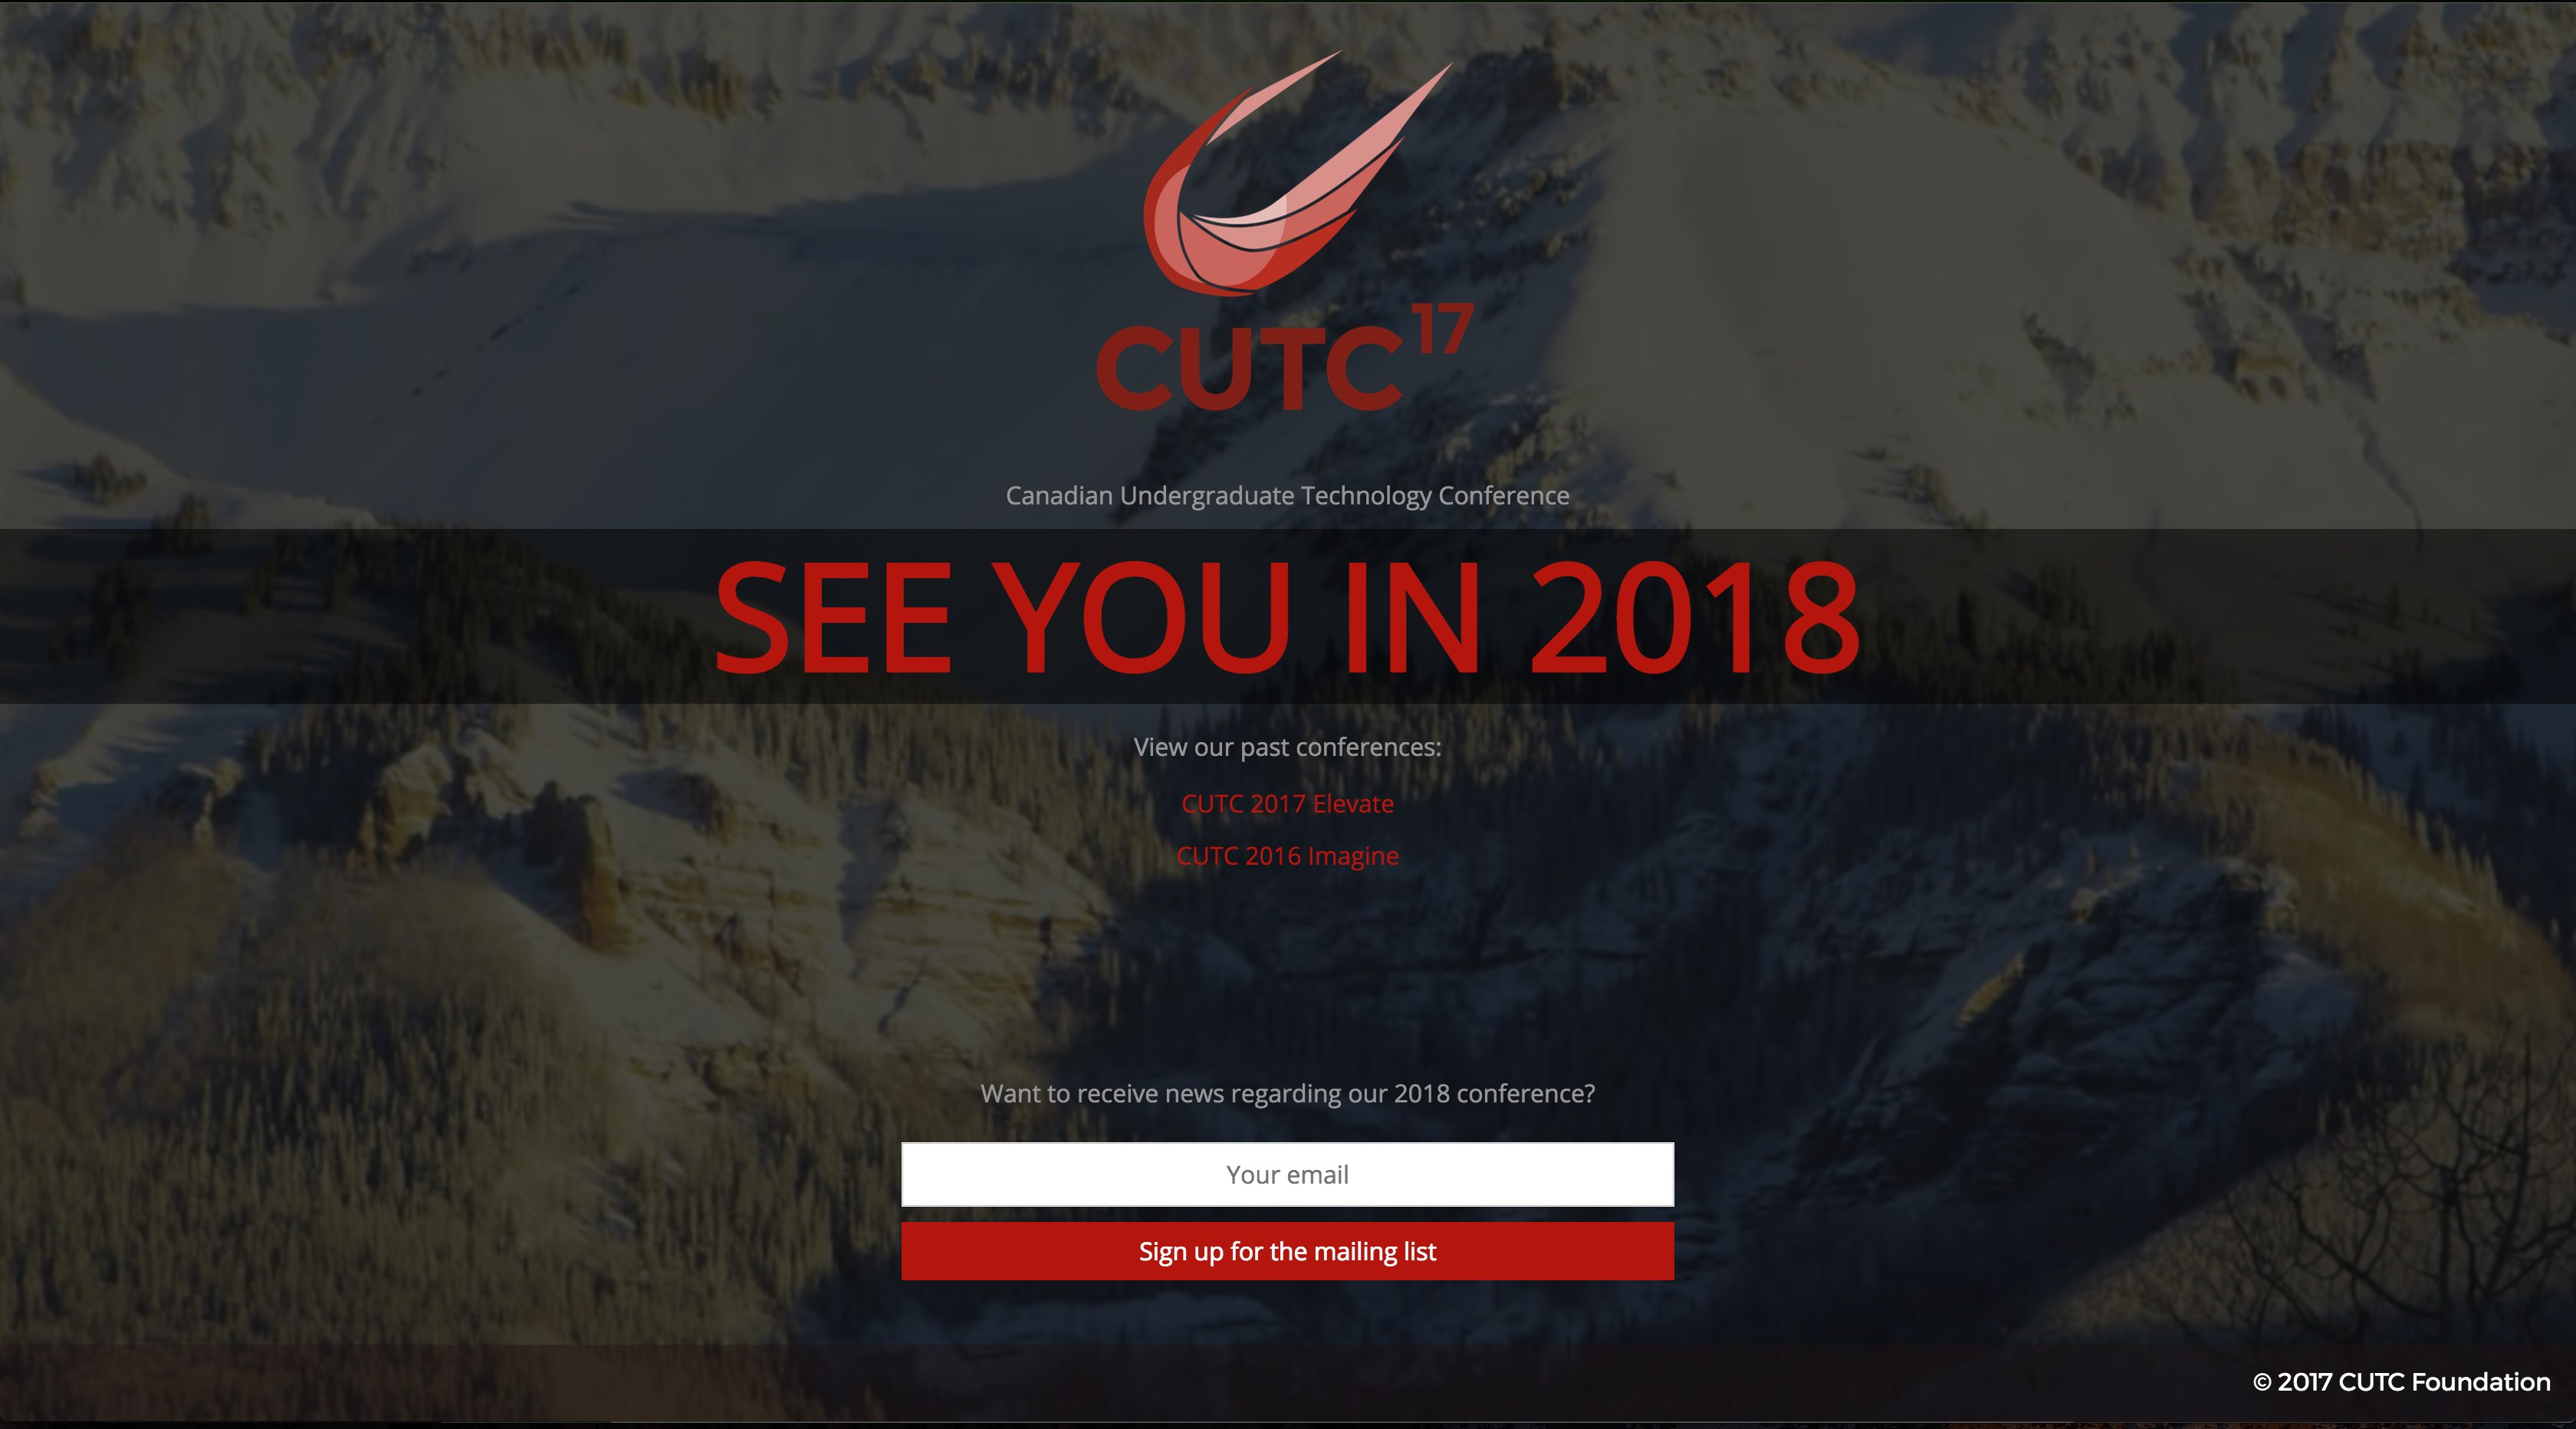 CUTC 17
Canadian Undergraduate Technology Conference
SEE YOU IN 2018
View our past conferences:
CUTC 2017 Elevate
CUTC 2016 Imagine
Want to receive news regarding our 2018 conference?
Your email
Sign up for the mailing list
© 2017 CUTC Foundation